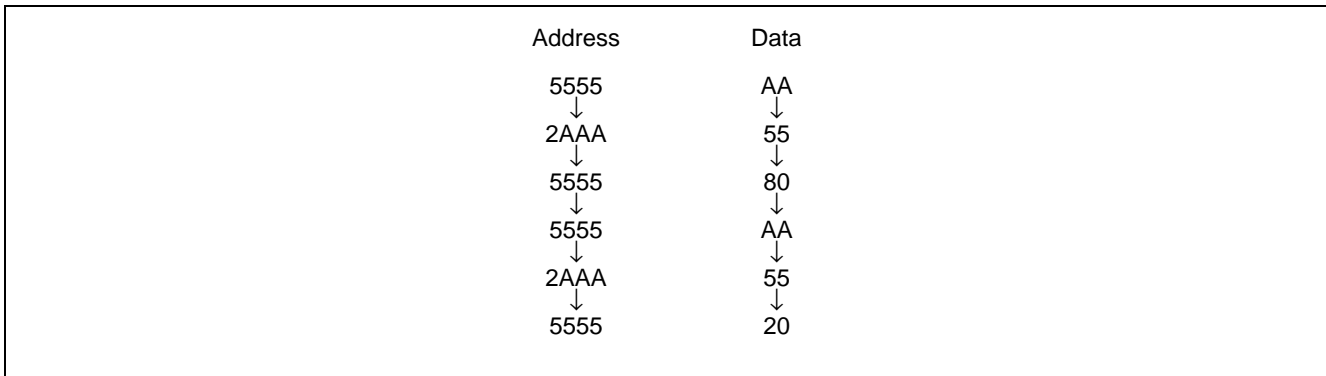 Address Data
5555 AA
↓ ↓
2AAA 55
↓ ↓
5555 80
↓ ↓
5555 AA
↓ ↓
2AAA 55
↓ ↓
5555 20